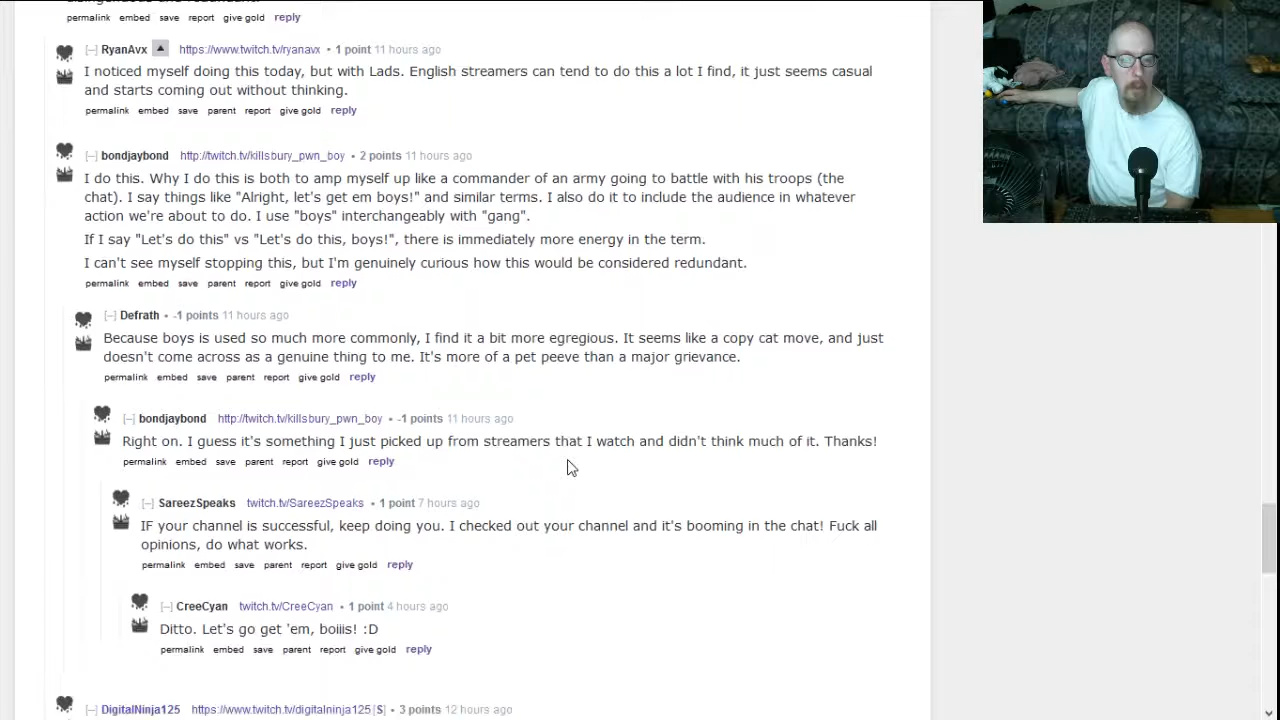 permalink embed save report give gold reply
[–] RyanAvx https://www.twitch.tv/ryanavx • 1 point 11 hours ago
I noticed myself doing this today, but with Lads. English streamers can tend to do this a lot I find, it just seems casual
and starts coming out without thinking.
permalink embed save parent report give gold reply
[–] bondjaybond http://twitch.tv/killsbury_pwn_boy • 2 points 11 hours ago
I do this. Why I do this is both to amp myself up like a commander of an army going to battle with his troops (the
chat). I say things like "Alright, let's get em boys!" and similar terms. I also do it to include the audience in whatever
action we're about to do. I use "boys" interchangeably with "gang".
If I say "Let's do this" vs "Let's do this, boys!", there is immediately more energy in the term.
I can't see myself stopping this, but I'm genuinely curious how this would be considered redundant.
permalink embed save parent report give gold reply
[–] Defrath • -1 points 11 hours ago
Because boys is used so much more commonly, I find it a bit more egregious. It seems like a copy cat move, and just
doesn't come across as a genuine thing to me. It's more of a pet peeve than a major grievance.
permalink embed save parent report give gold reply
[–] bondjaybond http://twitch.tv/killsbury_pwn_boy • -1 points 11 hours ago
Right on. I guess it's something I just picked up from streamers that I watch and didn't think much of it. Thanks!
permalink embed save parent report give gold reply
[–] SareezSpeaks twitch.tv/SareezSpeaks • 1 point 7 hours ago
IF your channel is successful, keep doing you. I checked out your channel and it's booming in the chat! Fuck all
opinions, do what works.
permalink embed save parent report give gold reply
[–] CreeCyan twitch.tv/CreeCyan • 1 point 4 hours ago
Ditto. Let's go get 'em, boiiis! :D
permalink embed save parent report give gold reply
[–] DigitalNinja125 https://www.twitch.tv/digitalninja125 [S] • 3 points 12 hours ago